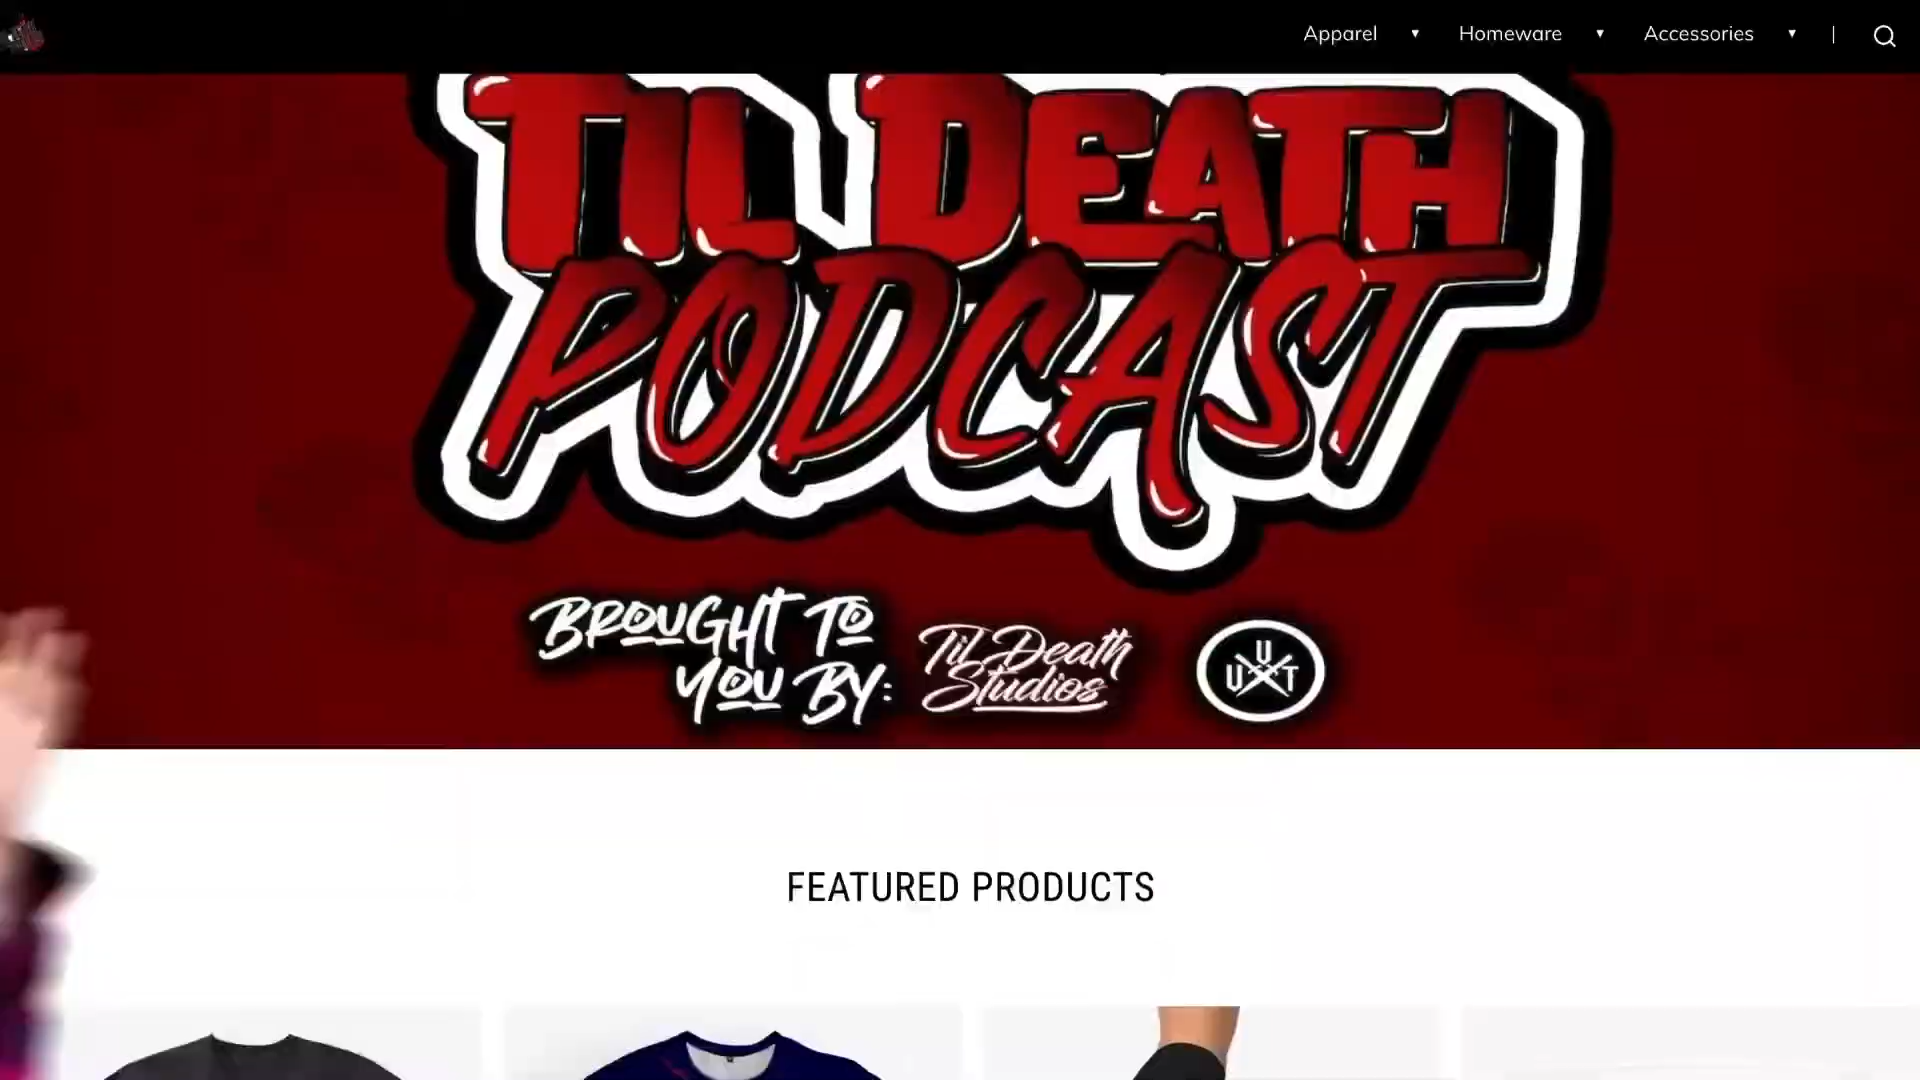 Apparel ▼ Homeware ▼ Accessories ▼ |
TIL DEATH
PODCAST
BROUGHT TO
YOU BY:
Til Death
Studios
U
U T
FEATURED PRODUCTS